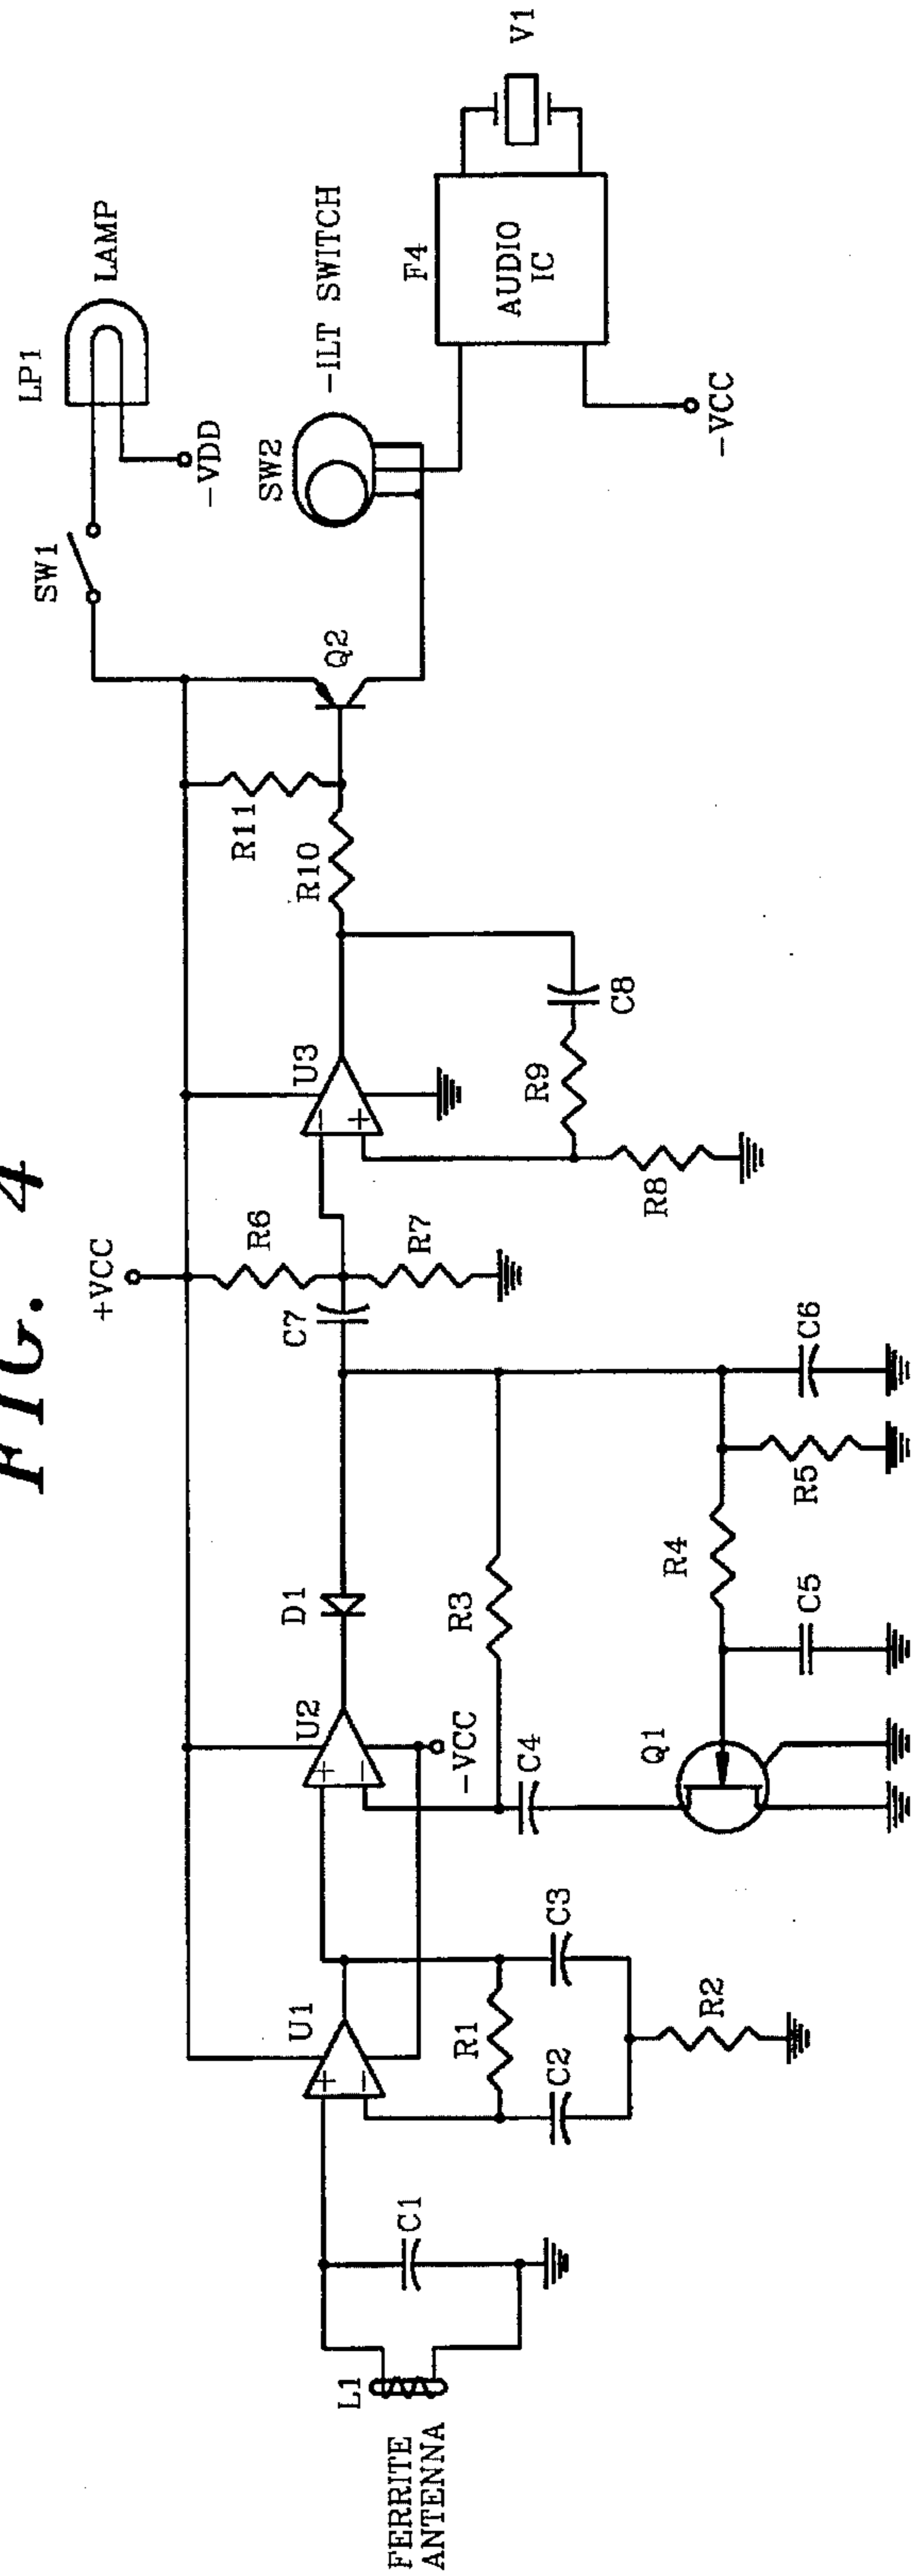 FIG. 4
+VCC
SW1
LP1
LAMP
-VDD
SW2
-ILT SWITCH
F4
AUDIO
IC
V1
-VCC
FERRITE
ANTENNA
L1
C1
U1
+
−
R1
C2
C3
R2
U2
+
−
-VCC
D1
R3
C4
Q1
R4
C5
R5
C6
C7
R6
R7
U3
−
+
R8
R9
C8
R10
R11
Q2